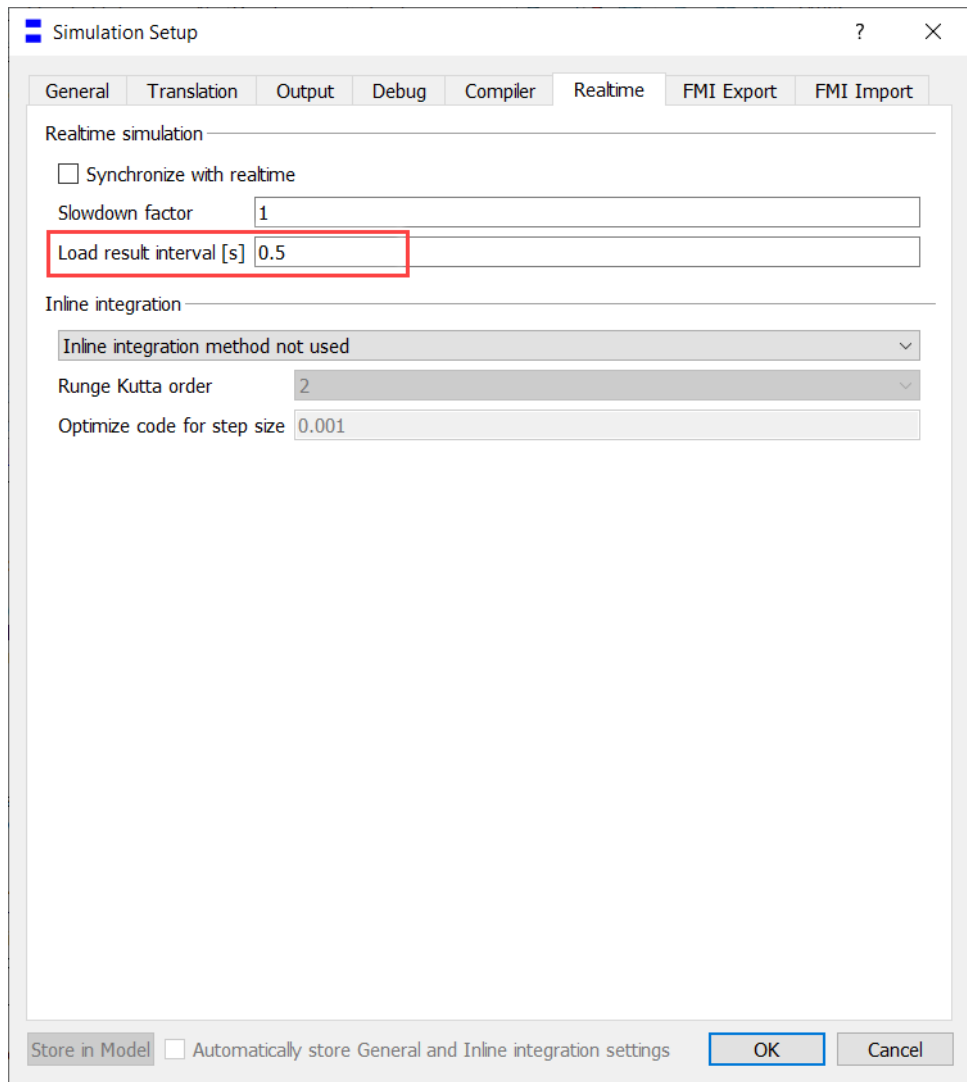 Simulation Setup ?
General Translation Output Debug Compiler Realtime FMI Export FMI Import
Realtime simulation
Synchronize with realtime
Slowdown factor 1
Load result interval [s] 0.5
Inline integration
Inline integration method not used
Runge Kutta order 2
Optimize code for step size 0.001
Store in Model Automatically store General and Inline integration settings OK Cancel